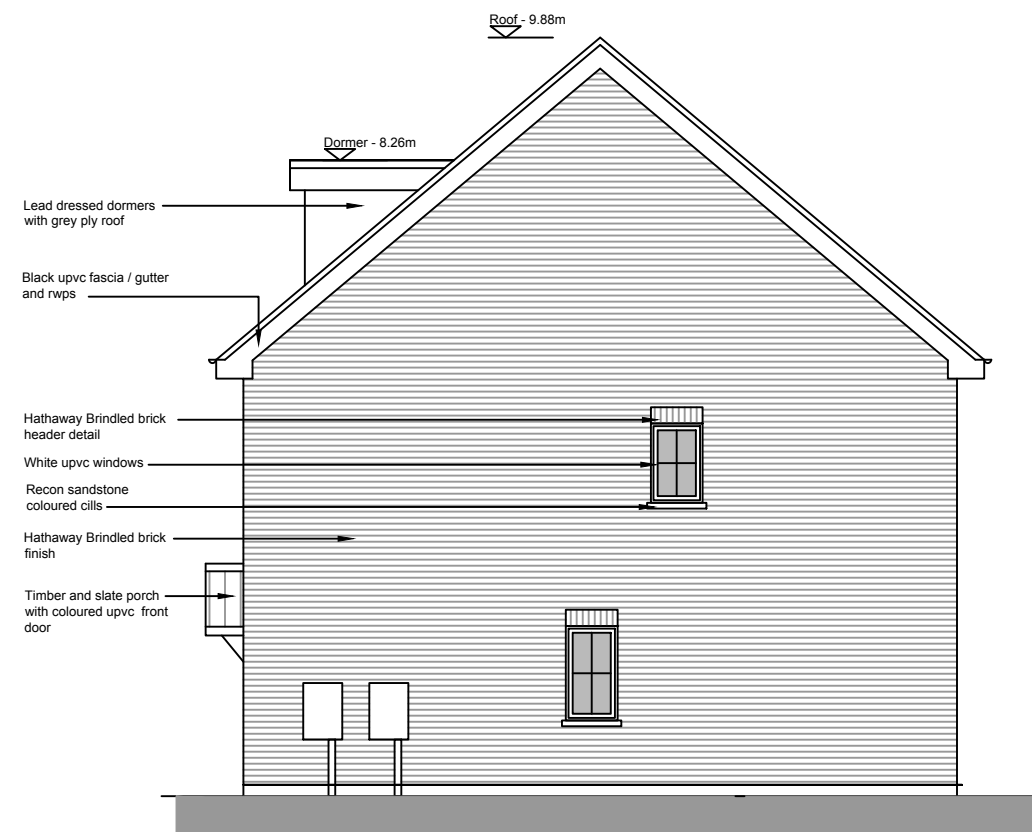 Roof - 9.88m
Dormer - 8.26m
Lead dressed dormers
with grey ply roof
Black upvc fascia / gutter
and rwps
Hathaway Brindled brick
header detail
White upvc windows
Recon sandstone
coloured cills
Hathaway Brindled brick
finish
Timber and slate porch
with coloured upvc front
door